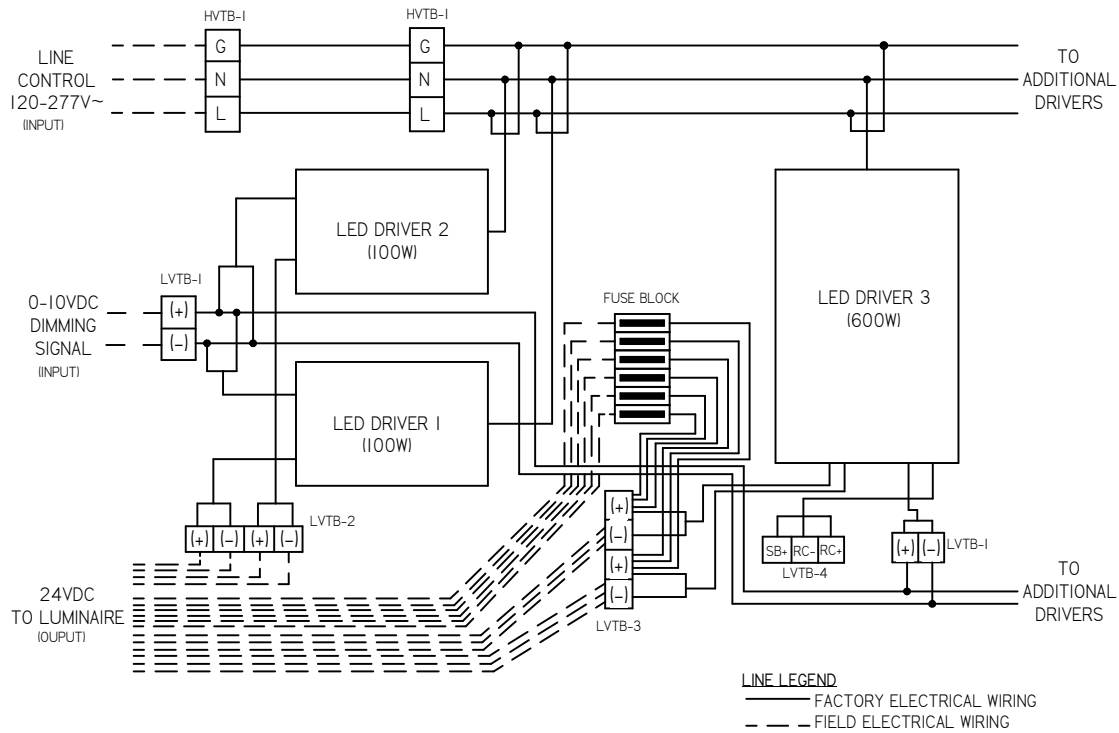 HVTB-1
HVTB-1
LINE
CONTROL
120-277V~
(INPUT)
G
N
L
G
N
L
TO
ADDITIONAL
DRIVERS
LED DRIVER 2
(100W)
LED DRIVER 3
(600W)
LVTB-1
0-10VDC
DIMMING
SIGNAL
(INPUT)
(+)
(-)
FUSE BLOCK
LED DRIVER 1
(100W)
LVTB-2
(+) (-) (+) (-)
(+)
(-)
(+)
(-)
LVTB-3
SB+ RC- RC+
LVTB-4
(+) (-)
LVTB-1
24VDC
TO LUMINAIRE
(OUPUT)
TO
ADDITIONAL
DRIVERS
LINE LEGEND
FACTORY ELECTRICAL WIRING
FIELD ELECTRICAL WIRING